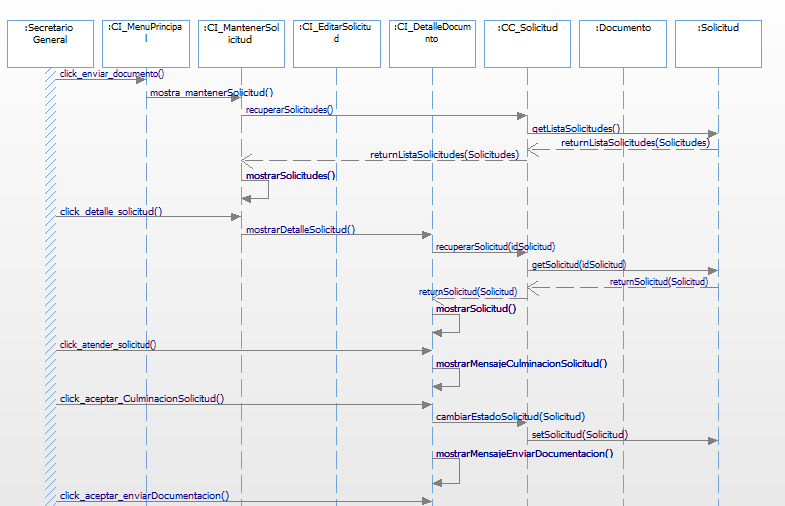 :Secretario
General
:CI_MenuPrincipa
l
:CI_MantenerSol
icitud
:CI_EditarSolicitu
d
:CI_DetalleDocum
ento
:CC_Solicitud
:Documento
:Solicitud
click_enviar_documento()
mostra_mantenerSolicitud()
recuperarSolicitudes()
getListaSolicitudes()
returnListaSolicitudes(Solicitudes)
returnListaSolicitudes(Solicitudes)
mostrarSolicitudes()
click_detalle_solicitud()
mostrarDetalleSolicitud()
recuperarSolicitud(idSolicitud)
getSolicitud(idSolicitud)
returnSolicitud(Solicitud)
returnSolicitud(Solicitud)
mostrarSolicitud()
click_atender_solicitud()
mostrarMensajeCulminacionSolicitud()
click_aceptar_CulminacionSolicitud()
cambiarEstadoSolicitud(Solicitud)
setSolicitud(Solicitud)
mostrarMensajeEnviarDocumentacion()
click_aceptar_enviarDocumentacion()